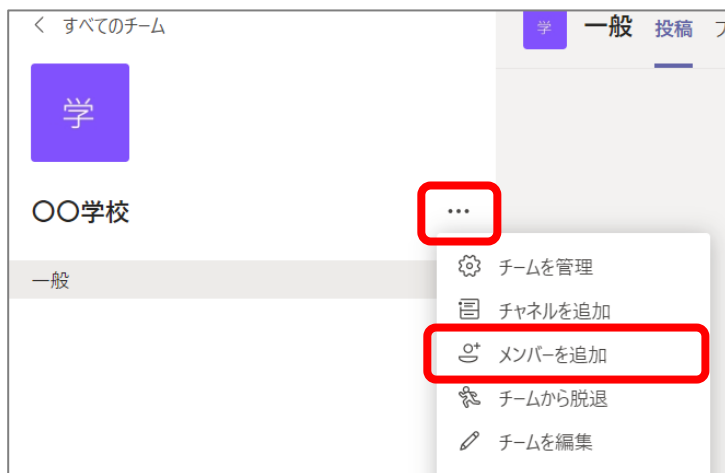 < すべてのチーム
学 一般 投稿
学
〇〇学校 …
一般
チームを管理
チャネルを追加
メンバーを追加
チームから脱退
チームを編集